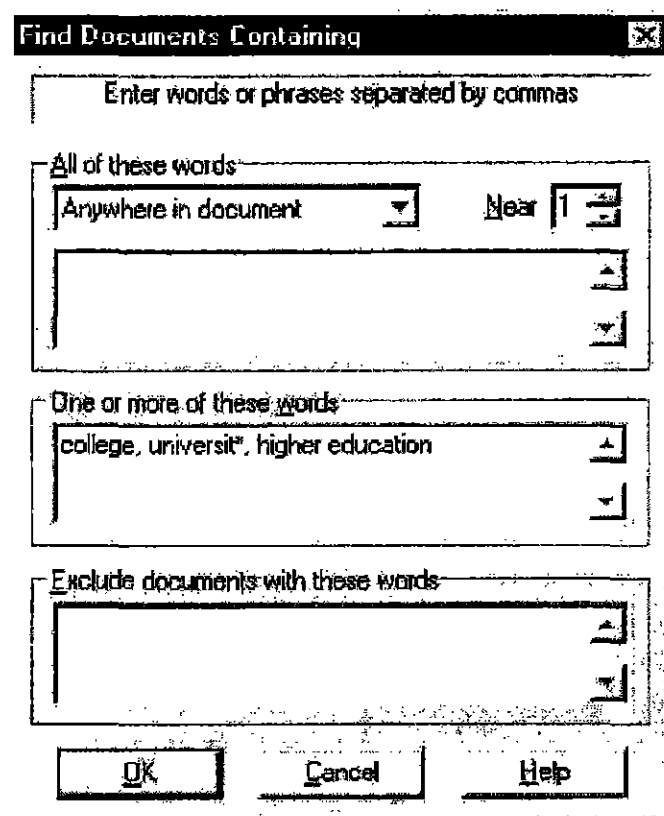 Find Documents Containing
Enter words or phrases separated by commas
All of these words
Anywhere in document Near 1
One or more of these words
college, universit*, higher education
Exclude documents with these words
OK Cancel Help